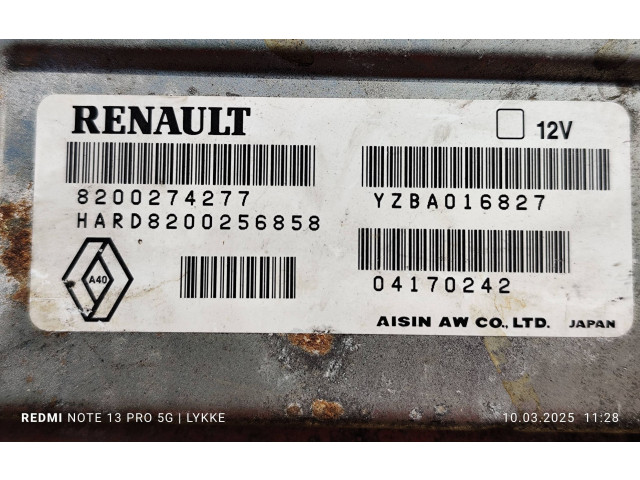 RENAULT
12V
8200274277
HARD8200256858
YZBA016827
A40
04170242
AISIN AW CO., LTD. JAPAN
REDMI NOTE 13 PRO 5G | LYKKE
10.03.2025 11:28